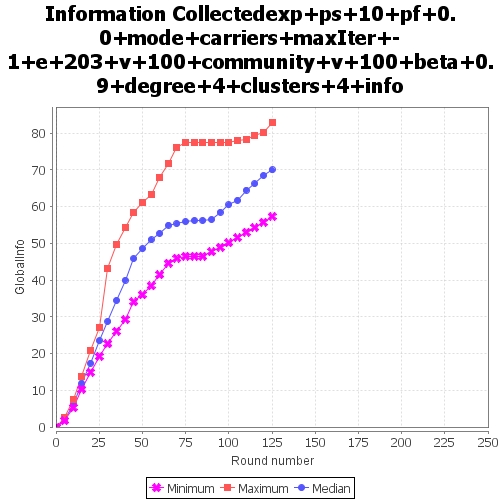 Information Collectedexp+ps+10+pf+0.
0+mode+carriers+maxIter+-
1+e+203+v+100+community+v+100+beta+0.
9+degree+4+clusters+4+info
GlobalInfo
80
70
60
50
40
30
20
10
0
0 25 50 75 100 125 150 175 200 225 250
Round number
Minimum Maximum Median